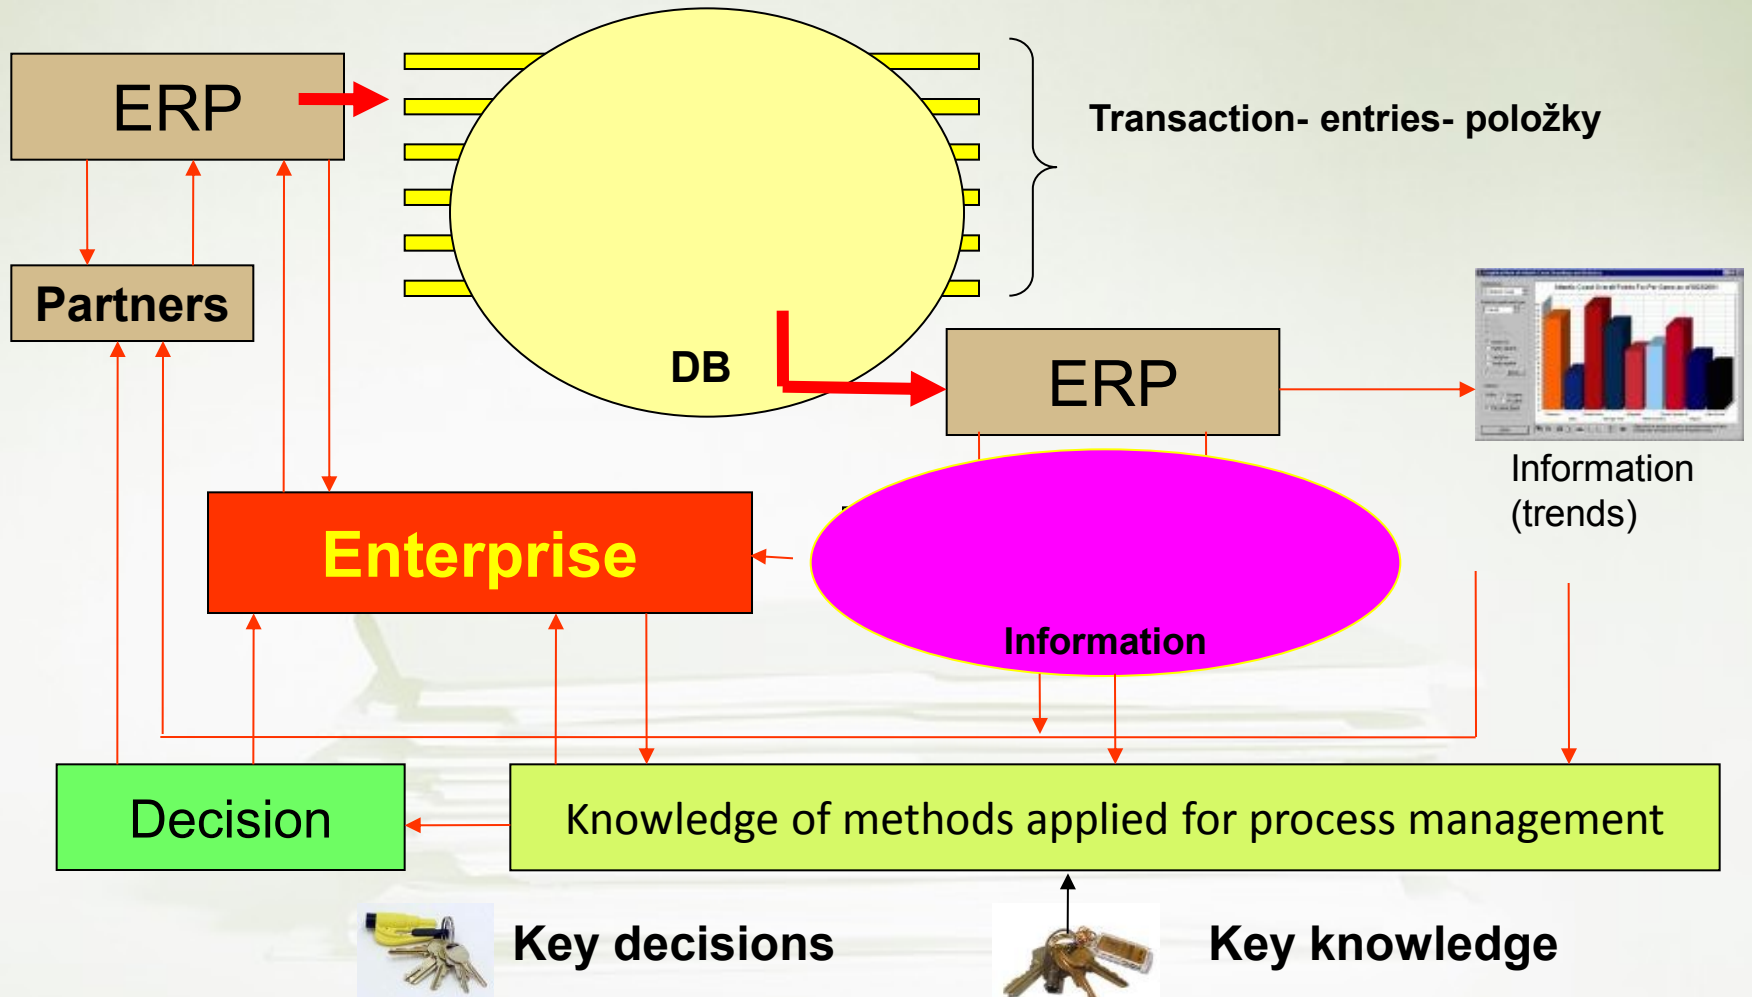 ERP
Transaction- entries- položky
Partners
DB
ERP
Information
(trends)
Enterprise
Information
Decision
Knowledge of methods applied for process management
Key decisions
Key knowledge